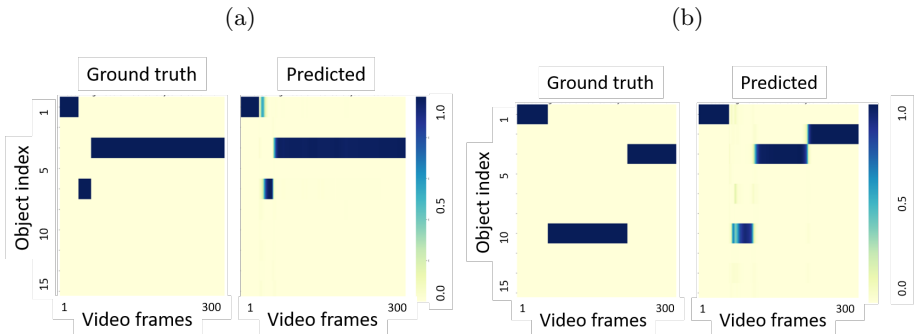 (a)
(b)
Ground truth
Predicted
Ground truth
Predicted
Object index
1
5
10
15
1.0
0.5
0.0
1
300
1
300
Video frames
Video frames
Object index
1
5
10
15
1.0
0.5
0.0
1
300
1
300
Video frames
Video frames